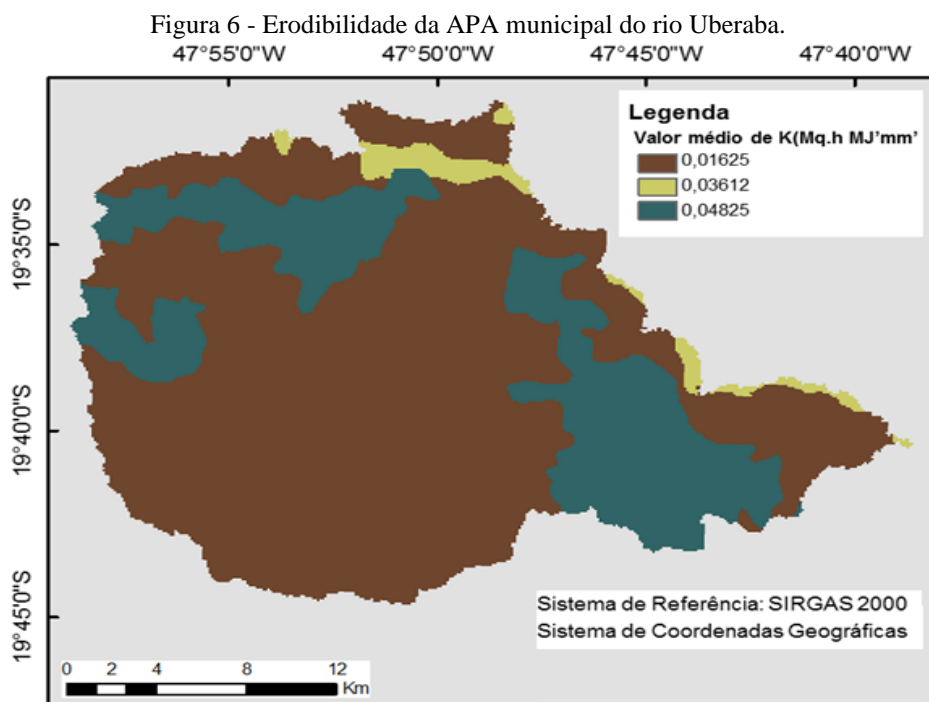 Figura 6 - Erodibilidade da APA municipal do rio Uberaba.
47°55'0"W 47°50'0"W 47°45'0"W 47°40'0"W
Legenda
Valor médio de K(Mq.h MJ'mm'
0,01625
0,03612
0,04825
19°35'0"S
19°40'0"S
19°45'0"S
Sistema de Referência: SIRGAS 2000
Sistema de Coordenadas Geográficas
0 2 4 8 12
Km